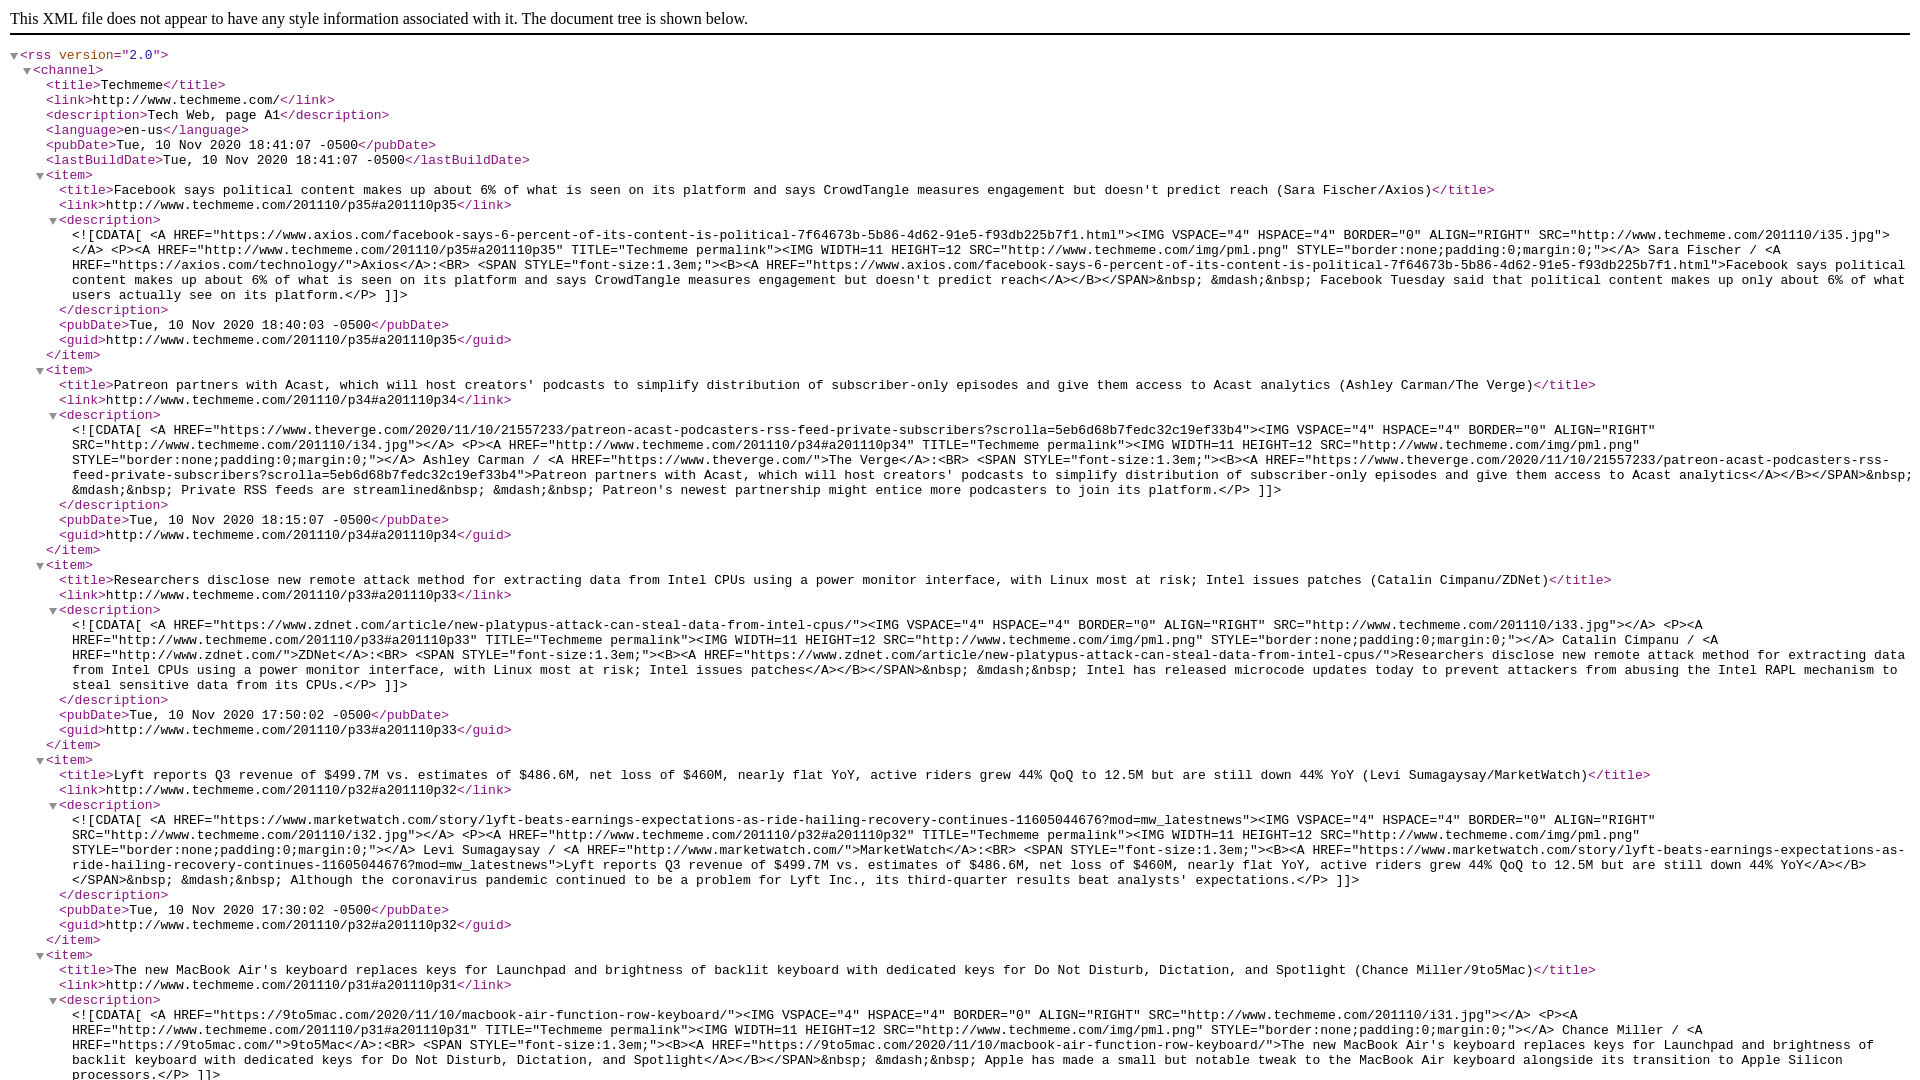 This XML file does not appear to have any style information associated with it. The document tree is shown below.
<rss version="2.0">
<channel>
<title>Techmeme</title>
<link>http://www.techmeme.com/</link>
<description>Tech Web, page A1</description>
<language>en-us</language>
<pubDate>Tue, 10 Nov 2020 18:41:07 -0500</pubDate>
<lastBuildDate>Tue, 10 Nov 2020 18:41:07 -0500</lastBuildDate>
<item>
<title>Facebook says political content makes up about 6% of what is seen on its platform and says CrowdTangle measures engagement but doesn't predict reach (Sara Fischer/Axios)</title>
<link>http://www.techmeme.com/201110/p35#a201110p35</link>
<description>
<![CDATA[ <A HREF="https://www.axios.com/facebook-says-6-percent-of-its-content-is-political-7f64673b-5b86-4d62-91e5-f93db225b7f1.html"><IMG VSPACE="4" HSPACE="4" BORDER="0" ALIGN="RIGHT" SRC="http://www.techmeme.com/201110/i35.jpg">
</A> <P><A HREF="http://www.techmeme.com/201110/p35#a201110p35" TITLE="Techmeme permalink"><IMG WIDTH=11 HEIGHT=12 SRC="http://www.techmeme.com/img/pml.png" STYLE="border:none;padding:0;margin:0;"></A> Sara Fischer / <A
HREF="https://axios.com/technology/">Axios</A>:<BR> <SPAN STYLE="font-size:1.3em;"><B><A HREF="https://www.axios.com/facebook-says-6-percent-of-its-content-is-political-7f64673b-5b86-4d62-91e5-f93db225b7f1.html">Facebook says political
content makes up about 6% of what is seen on its platform and says CrowdTangle measures engagement but doesn't predict reach</A></B></SPAN>&nbsp; &mdash;&nbsp; Facebook Tuesday said that political content makes up only about 6% of what
users actually see on its platform.</P> ]]>
</description>
<pubDate>Tue, 10 Nov 2020 18:40:03 -0500</pubDate>
<guid>http://www.techmeme.com/201110/p35#a201110p35</guid>
</item>
<item>
<title>Patreon partners with Acast, which will host creators' podcasts to simplify distribution of subscriber-only episodes and give them access to Acast analytics (Ashley Carman/The Verge)</title>
<link>http://www.techmeme.com/201110/p34#a201110p34</link>
<description>
<![CDATA[ <A HREF="https://www.theverge.com/2020/11/10/21557233/patreon-acast-podcasters-rss-feed-private-subscribers?scrolla=5eb6d68b7fedc32c19ef33b4"><IMG VSPACE="4" HSPACE="4" BORDER="0" ALIGN="RIGHT"
SRC="http://www.techmeme.com/201110/i34.jpg"></A> <P><A HREF="http://www.techmeme.com/201110/p34#a201110p34" TITLE="Techmeme permalink"><IMG WIDTH=11 HEIGHT=12 SRC="http://www.techmeme.com/img/pml.png"
STYLE="border:none;padding:0;margin:0;"></A> Ashley Carman / <A HREF="https://www.theverge.com/">The Verge</A>:<BR> <SPAN STYLE="font-size:1.3em;"><B><A HREF="https://www.theverge.com/2020/11/10/21557233/patreon-acast-podcasters-rss-
feed-private-subscribers?scrolla=5eb6d68b7fedc32c19ef33b4">Patreon partners with Acast, which will host creators' podcasts to simplify distribution of subscriber-only episodes and give them access to Acast analytics</A></B></SPAN>&nbsp;
&mdash;&nbsp; Private RSS feeds are streamlined&nbsp; &mdash;&nbsp; Patreon's newest partnership might entice more podcasters to join its platform.</P> ]]>
</description>
<pubDate>Tue, 10 Nov 2020 18:15:07 -0500</pubDate>
<guid>http://www.techmeme.com/201110/p34#a201110p34</guid>
</item>
<item>
<title>Researchers disclose new remote attack method for extracting data from Intel CPUs using a power monitor interface, with Linux most at risk; Intel issues patches (Catalin Cimpanu/ZDNet)</title>
<link>http://www.techmeme.com/201110/p33#a201110p33</link>
<description>
<![CDATA[ <A HREF="https://www.zdnet.com/article/new-platypus-attack-can-steal-data-from-intel-cpus/"><IMG VSPACE="4" HSPACE="4" BORDER="0" ALIGN="RIGHT" SRC="http://www.techmeme.com/201110/i33.jpg"></A> <P><A
HREF="http://www.techmeme.com/201110/p33#a201110p33" TITLE="Techmeme permalink"><IMG WIDTH=11 HEIGHT=12 SRC="http://www.techmeme.com/img/pml.png" STYLE="border:none;padding:0;margin:0;"></A> Catalin Cimpanu / <A
HREF="http://www.zdnet.com/">ZDNet</A>:<BR> <SPAN STYLE="font-size:1.3em;"><B><A HREF="https://www.zdnet.com/article/new-platypus-attack-can-steal-data-from-intel-cpus/">Researchers disclose new remote attack method for extracting data
from Intel CPUs using a power monitor interface, with Linux most at risk; Intel issues patches</A></B></SPAN>&nbsp; &mdash;&nbsp; Intel has released microcode updates today to prevent attackers from abusing the Intel RAPL mechanism to
steal sensitive data from its CPUs.</P> ]]>
</description>
<pubDate>Tue, 10 Nov 2020 17:50:02 -0500</pubDate>
<guid>http://www.techmeme.com/201110/p33#a201110p33</guid>
</item>
<item>
<title>Lyft reports Q3 revenue of $499.7M vs. estimates of $486.6M, net loss of $460M, nearly flat YoY, active riders grew 44% QoQ to 12.5M but are still down 44% YoY (Levi Sumagaysay/MarketWatch)</title>
<link>http://www.techmeme.com/201110/p32#a201110p32</link>
<description>
<![CDATA[ <A HREF="https://www.marketwatch.com/story/lyft-beats-earnings-expectations-as-ride-hailing-recovery-continues-11605044676?mod=mw_latestnews"><IMG VSPACE="4" HSPACE="4" BORDER="0" ALIGN="RIGHT"
SRC="http://www.techmeme.com/201110/i32.jpg"></A> <P><A HREF="http://www.techmeme.com/201110/p32#a201110p32" TITLE="Techmeme permalink"><IMG WIDTH=11 HEIGHT=12 SRC="http://www.techmeme.com/img/pml.png"
STYLE="border:none;padding:0;margin:0;"></A> Levi Sumagaysay / <A HREF="http://www.marketwatch.com/">MarketWatch</A>:<BR> <SPAN STYLE="font-size:1.3em;"><B><A HREF="https://www.marketwatch.com/story/lyft-beats-earnings-expectations-as-
ride-hailing-recovery-continues-11605044676?mod=mw_latestnews">Lyft reports Q3 revenue of $499.7M vs. estimates of $486.6M, net loss of $460M, nearly flat YoY, active riders grew 44% QoQ to 12.5M but are still down 44% YoY</A></B>
</SPAN>&nbsp; &mdash;&nbsp; Although the coronavirus pandemic continued to be a problem for Lyft Inc., its third-quarter results beat analysts' expectations.</P> ]]>
</description>
<pubDate>Tue, 10 Nov 2020 17:30:02 -0500</pubDate>
<guid>http://www.techmeme.com/201110/p32#a201110p32</guid>
</item>
<item>
<title>The new MacBook Air's keyboard replaces keys for Launchpad and brightness of backlit keyboard with dedicated keys for Do Not Disturb, Dictation, and Spotlight (Chance Miller/9to5Mac)</title>
<link>http://www.techmeme.com/201110/p31#a201110p31</link>
<description>
<![CDATA[ <A HREF="https://9to5mac.com/2020/11/10/macbook-air-function-row-keyboard/"><IMG VSPACE="4" HSPACE="4" BORDER="0" ALIGN="RIGHT" SRC="http://www.techmeme.com/201110/i31.jpg"></A> <P><A
HREF="http://www.techmeme.com/201110/p31#a201110p31" TITLE="Techmeme permalink"><IMG WIDTH=11 HEIGHT=12 SRC="http://www.techmeme.com/img/pml.png" STYLE="border:none;padding:0;margin:0;"></A> Chance Miller / <A
HREF="https://9to5mac.com/">9to5Mac</A>:<BR> <SPAN STYLE="font-size:1.3em;"><B><A HREF="https://9to5mac.com/2020/11/10/macbook-air-function-row-keyboard/">The new MacBook Air's keyboard replaces keys for Launchpad and brightness of
backlit keyboard with dedicated keys for Do Not Disturb, Dictation, and Spotlight</A></B></SPAN>&nbsp; &mdash;&nbsp; Apple has made a small but notable tweak to the MacBook Air keyboard alongside its transition to Apple Silicon
processors.</P> ]]>